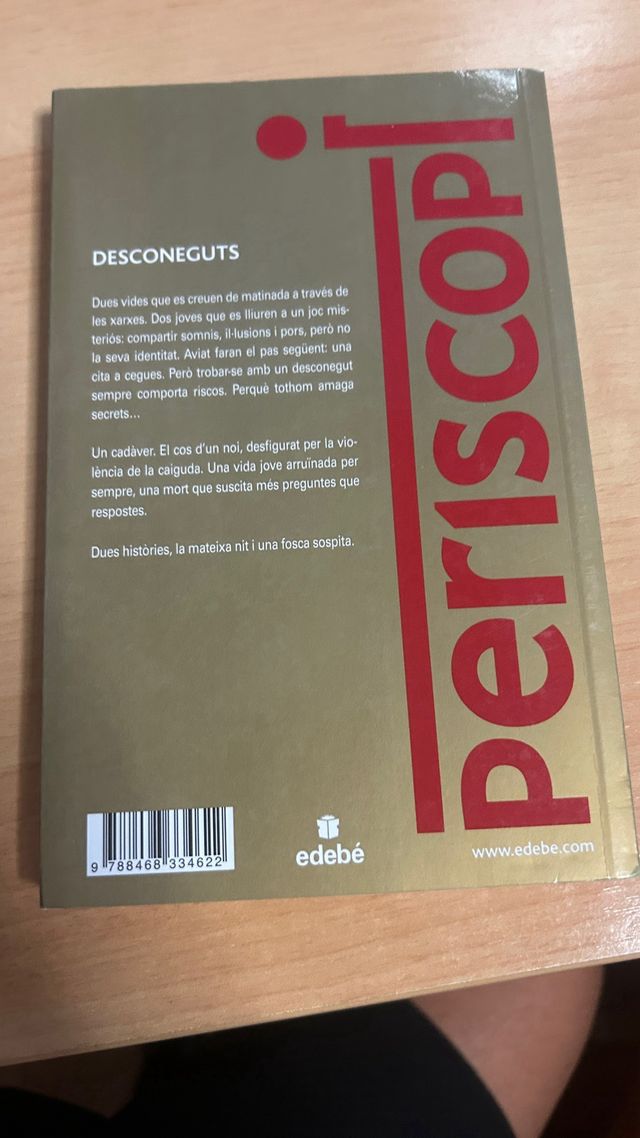 DESCONEGUTS
Dues vides que es creuen de matinada a través de
les xarxes. Dos joves que es lliuren a un joc mis-
teriós: compartir somnis, il·lusions i pors, però no
la seva identitat. Aviat faran el pas següent: una
cita a cegues. Però trobar-se amb un desconegut
sempre comporta riscos. Perquè tothom amaga
secrets...
Un cadàver. El cos d'un noi, desfigurat per la vio-
lència de la caiguda. Una vida jove arruïnada per
sempre, una mort que suscita més preguntes que
respostes.
Dues històries, la mateixa nit i una fosca sospita.
periscopi
9 788468 334622
edebé
www.edebe.com